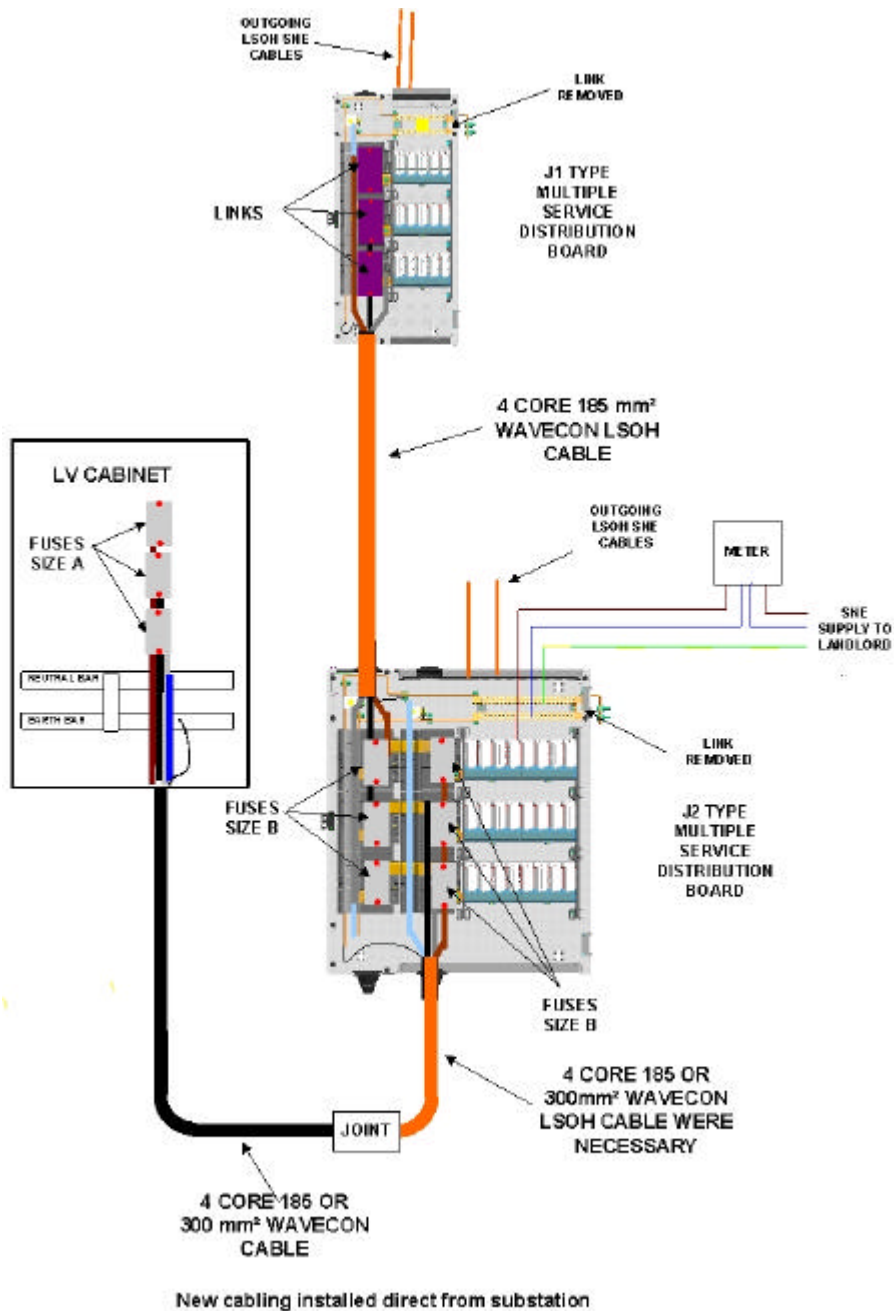 OUTGOING
LSOH SNE
CABLES
LINK
REMOVED
J1 TYPE
MULTIPLE
SERVICE
DISTRIBUTION
BOARD
LINKS
4 CORE 185 mm²
WAVECON LSOH
CABLE
LV CABINET
FUSES
SIZE A
NEUTRAL BAR
EARTH BAR
OUTGOING
LSOH SNE
CABLES
METER
SNE
SUPPLY TO
LANDLORD
LINK
REMOVED
FUSES
SIZE B
J2 TYPE
MULTIPLE
SERVICE
DISTRIBUTION
BOARD
FUSES
SIZE B
4 CORE 185 OR
300mm² WAVECON
LSOH CABLE WERE
NECESSARY
JOINT
4 CORE 185 OR
300 mm² WAVECON
CABLE
New cabling installed direct from substation